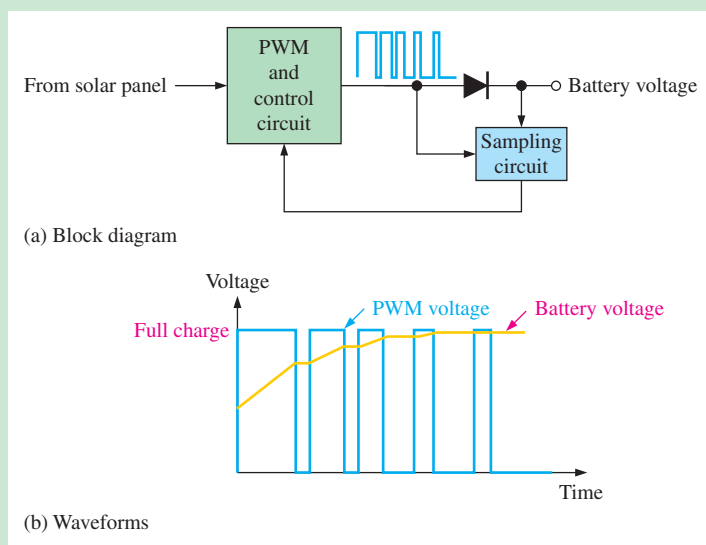 PWM
and
control
circuit
From solar panel
Battery voltage
Sampling
circuit
(a) Block diagram
Voltage
PWM voltage
Battery voltage
Full charge
Time
(b) Waveforms